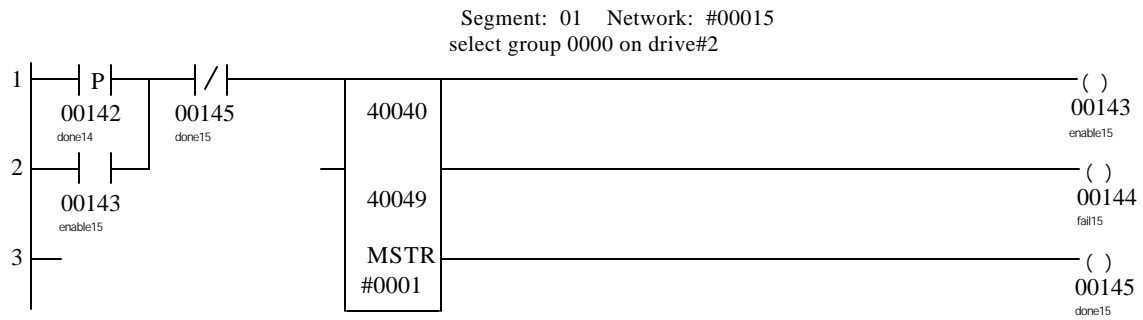 Segment: 01 Network: #00015
select group 0000 on drive#2
1
P
( )
00142
00145
40040
00143
done14
done15
enable15
2
( )
00143
40049
00144
enable15
fail15
3
MSTR
( )
#0001
00145
done15